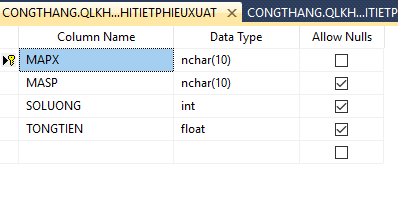 CONGTHANG.QLKH...HITIETPHIEUXUAT CONGTHANG.QLKH...ITIETP
Column Name Data Type Allow Nulls
MAPX nchar(10)
MASP nchar(10)
SOLUONG int
TONGTIEN float